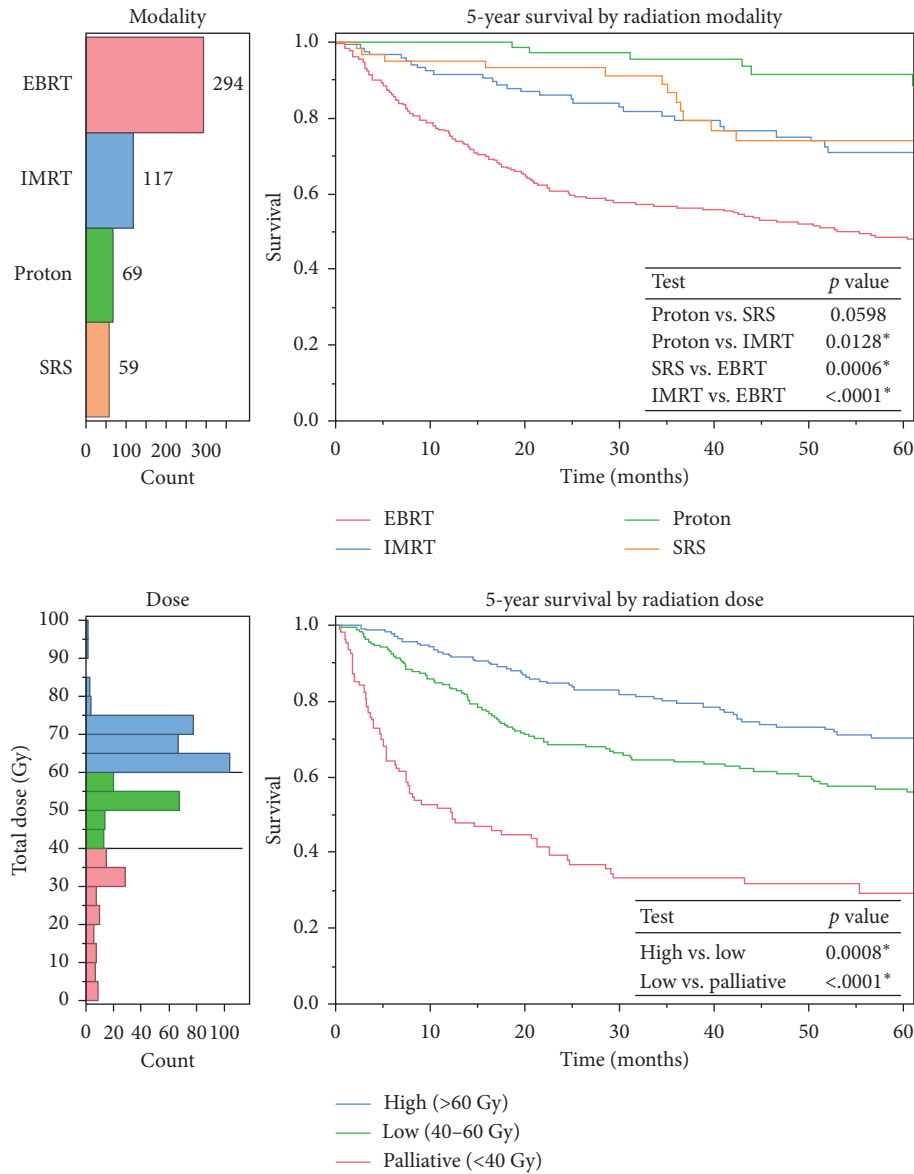 Modality
EBRT
294
IMRT
117
Proton
69
SRS
59
0 100 200 300
Count
5-year survival by radiation modality
1.0
0.8
0.6
0.4
0.2
0.0
Survival
0 10 20 30 40 50 60
Time (months)
Test p value
Proton vs. SRS 0.0598
Proton vs. IMRT 0.0128*
SRS vs. EBRT 0.0006*
IMRT vs. EBRT <.0001*
EBRT Proton
IMRT SRS
Dose
100
90
80
70
60
50
40
30
20
10
0
Total dose (Gy)
0 20 40 60 80 100
Count
5-year survival by radiation dose
1.0
0.8
0.6
0.4
0.2
0.0
Survival
0 10 20 30 40 50 60
Time (months)
Test p value
High vs. low 0.0008*
Low vs. palliative <.0001*
High (>60 Gy)
Low (40–60 Gy)
Palliative (<40 Gy)